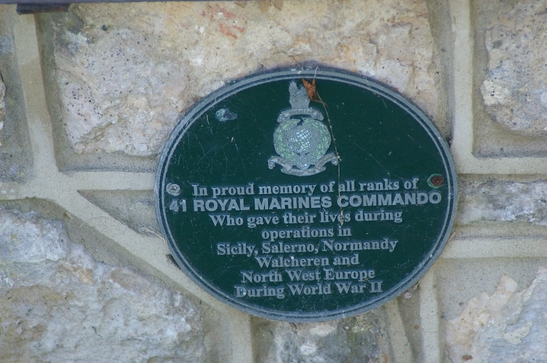 In proud memory of all ranks of
41 ROYAL MARINES COMMANDO
Who gave their lives during
operations in
Sicily, Salerno, Normandy
Walcheren and
North West Europe
During World War II